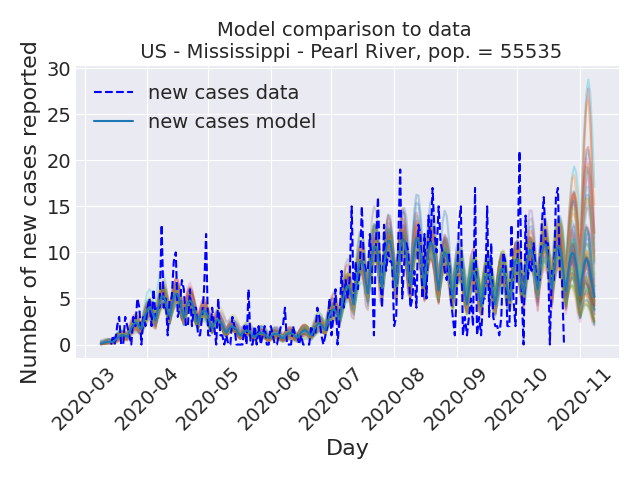 Model comparison to data
US - Mississippi - Pearl River, pop. = 55535
Number of new cases reported
30
25
20
15
10
5
0
new cases data
new cases model
2020-03
2020-04
2020-05
2020-06
2020-07
2020-08
2020-09
2020-10
2020-11
Day